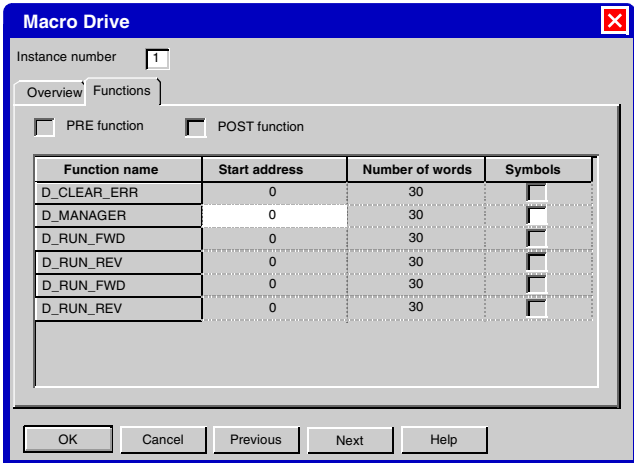 Macro Drive
Instance number 1
Overview Functions
PRE function POST function
Function name Start address Number of words Symbols
D_CLEAR_ERR 0 30
D_MANAGER 0 30
D_RUN_FWD 0 30
D_RUN_REV 0 30
D_RUN_FWD 0 30
D_RUN_REV 0 30
OK Cancel Previous Next Help